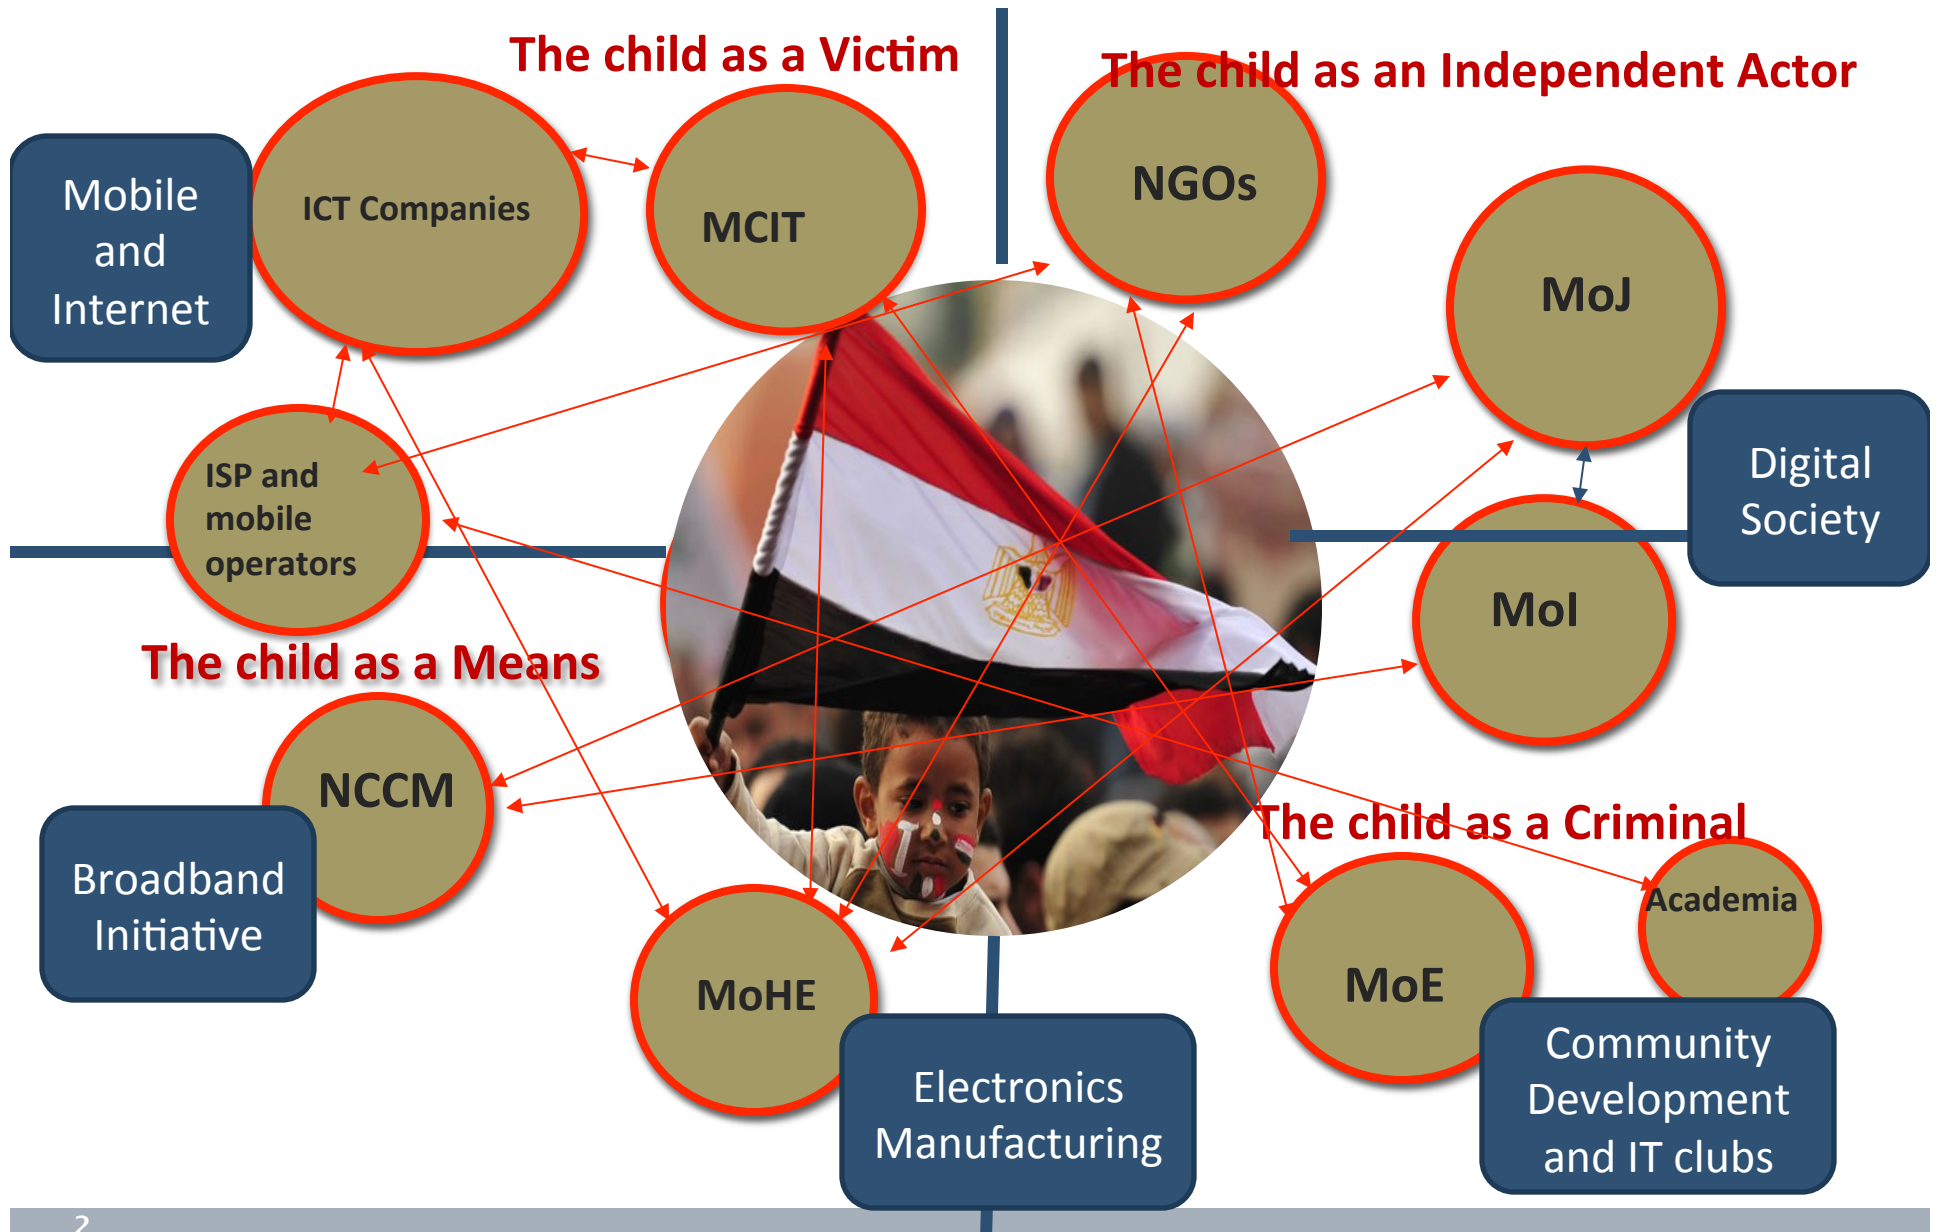 The child as a Victim
The child as an Independent Actor
Mobile
and
Internet
ICT Companies
MCIT
NGOs
MoJ
ISP and
mobile
operators
Digital
Society
MoI
The child as a Means
NCCM
The child as a Criminal
Broadband
Initiative
Academia
MoHE
MoE
Electronics
Manufacturing
Community
Development
and IT clubs
2